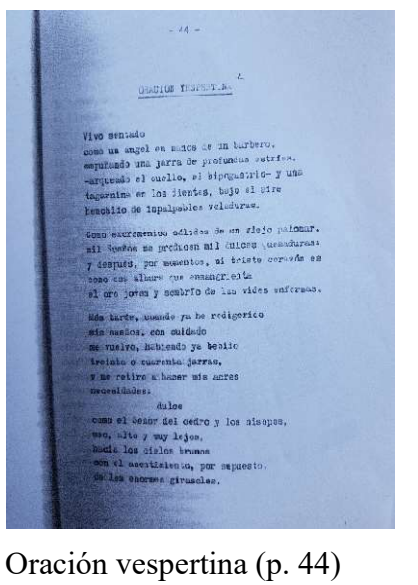 - 44 -
ORACION VESPERTINA
Vivo sentado
como un angel en manos de un barbero,
empuñando una jarra de profundas estrías,
-arqueado el cuello, el hipogastrio- y una
tagarnina en los dientes, bajo el aire
henchido de impalpables veladuras.
Como excrementos cálidos de un viejo palomar,
mil Sueños me producen mil dulces quemaduras;
y después, por momentos, mi triste corazón es
como una albura que ensangrienta
el oro joven y sombrío de las vides enfermas.
Más tarde, cuando ya he redigerido
mis sueños, con cuidado
me vuelvo, habiendo ya bebido
treinta o cuarenta jarras,
y me retiro a hacer mis acres
necesidades:
dulce
como el Señor del cedro y los hisopos,
meo, alto y muy lejos,
hacia los cielos brunos
con el asentimiento, por supuesto,
de los enormes girasoles.
Oración vespertina (p. 44)